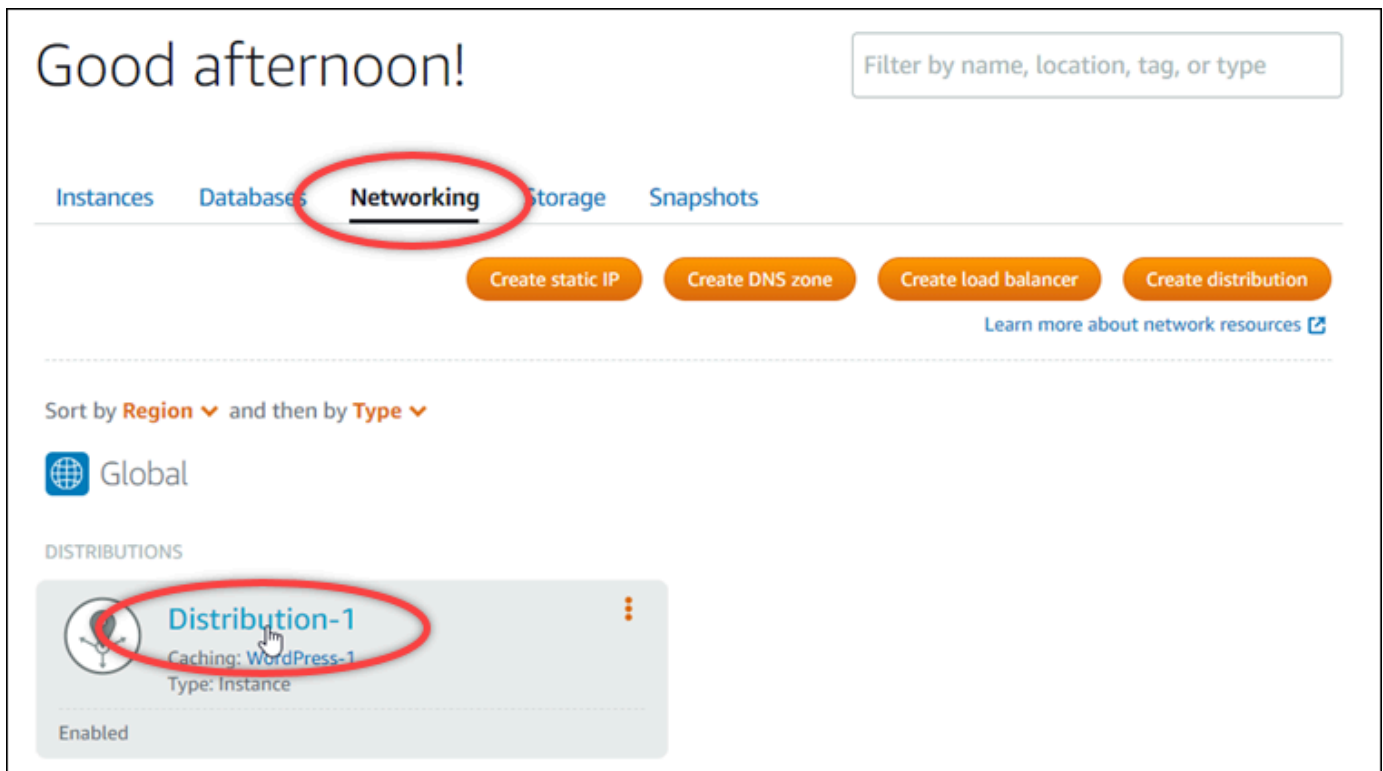 Good afternoon!
Filter by name, location, tag, or type
Instances Databases Networking Storage Snapshots
Create static IP Create DNS zone Create load balancer Create distribution
Learn more about network resources
Sort by Region and then by Type
Global
DISTRIBUTIONS
Distribution-1
Caching: WordPress-1
Type: Instance
Enabled